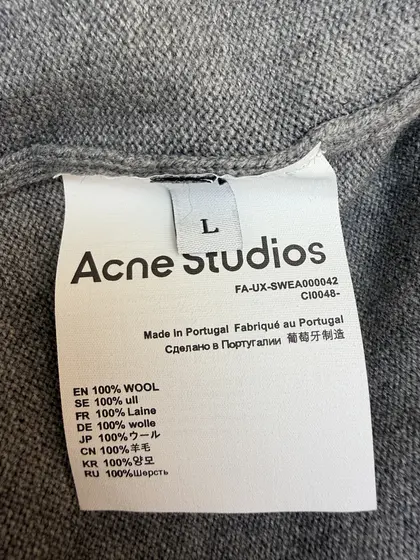 L
Acne Studios
FA-UX-SWEA000042
CI0048-
Made in Portugal Fabriqué au Portugal
Сделано в Португалии 葡萄牙制造
EN 100% WOOL
SE 100% ull
FR 100% Laine
DE 100% wolle
JP 100%ウール
CN 100%羊毛
KR 100%양모
RU 100%Шерсть